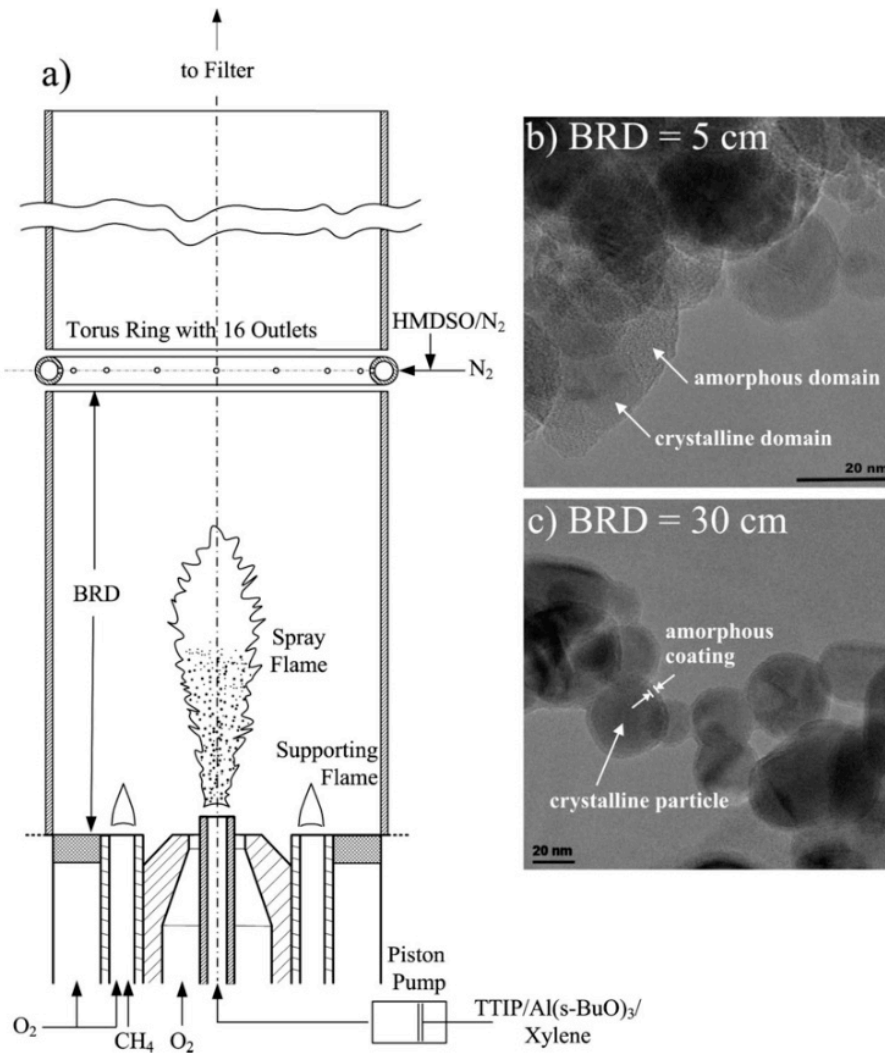 a)
to Filter
Torus Ring with 16 Outlets
HMDSO/N₂
N₂
BRD
Spray
Flame
Supporting
Flame
Piston
Pump
O₂
CH₄
O₂
TTIP/Al(s-BuO)₃/
Xylene
b) BRD = 5 cm
amorphous domain
crystalline domain
20 nm
c) BRD = 30 cm
amorphous
coating
crystalline particle
20 nm